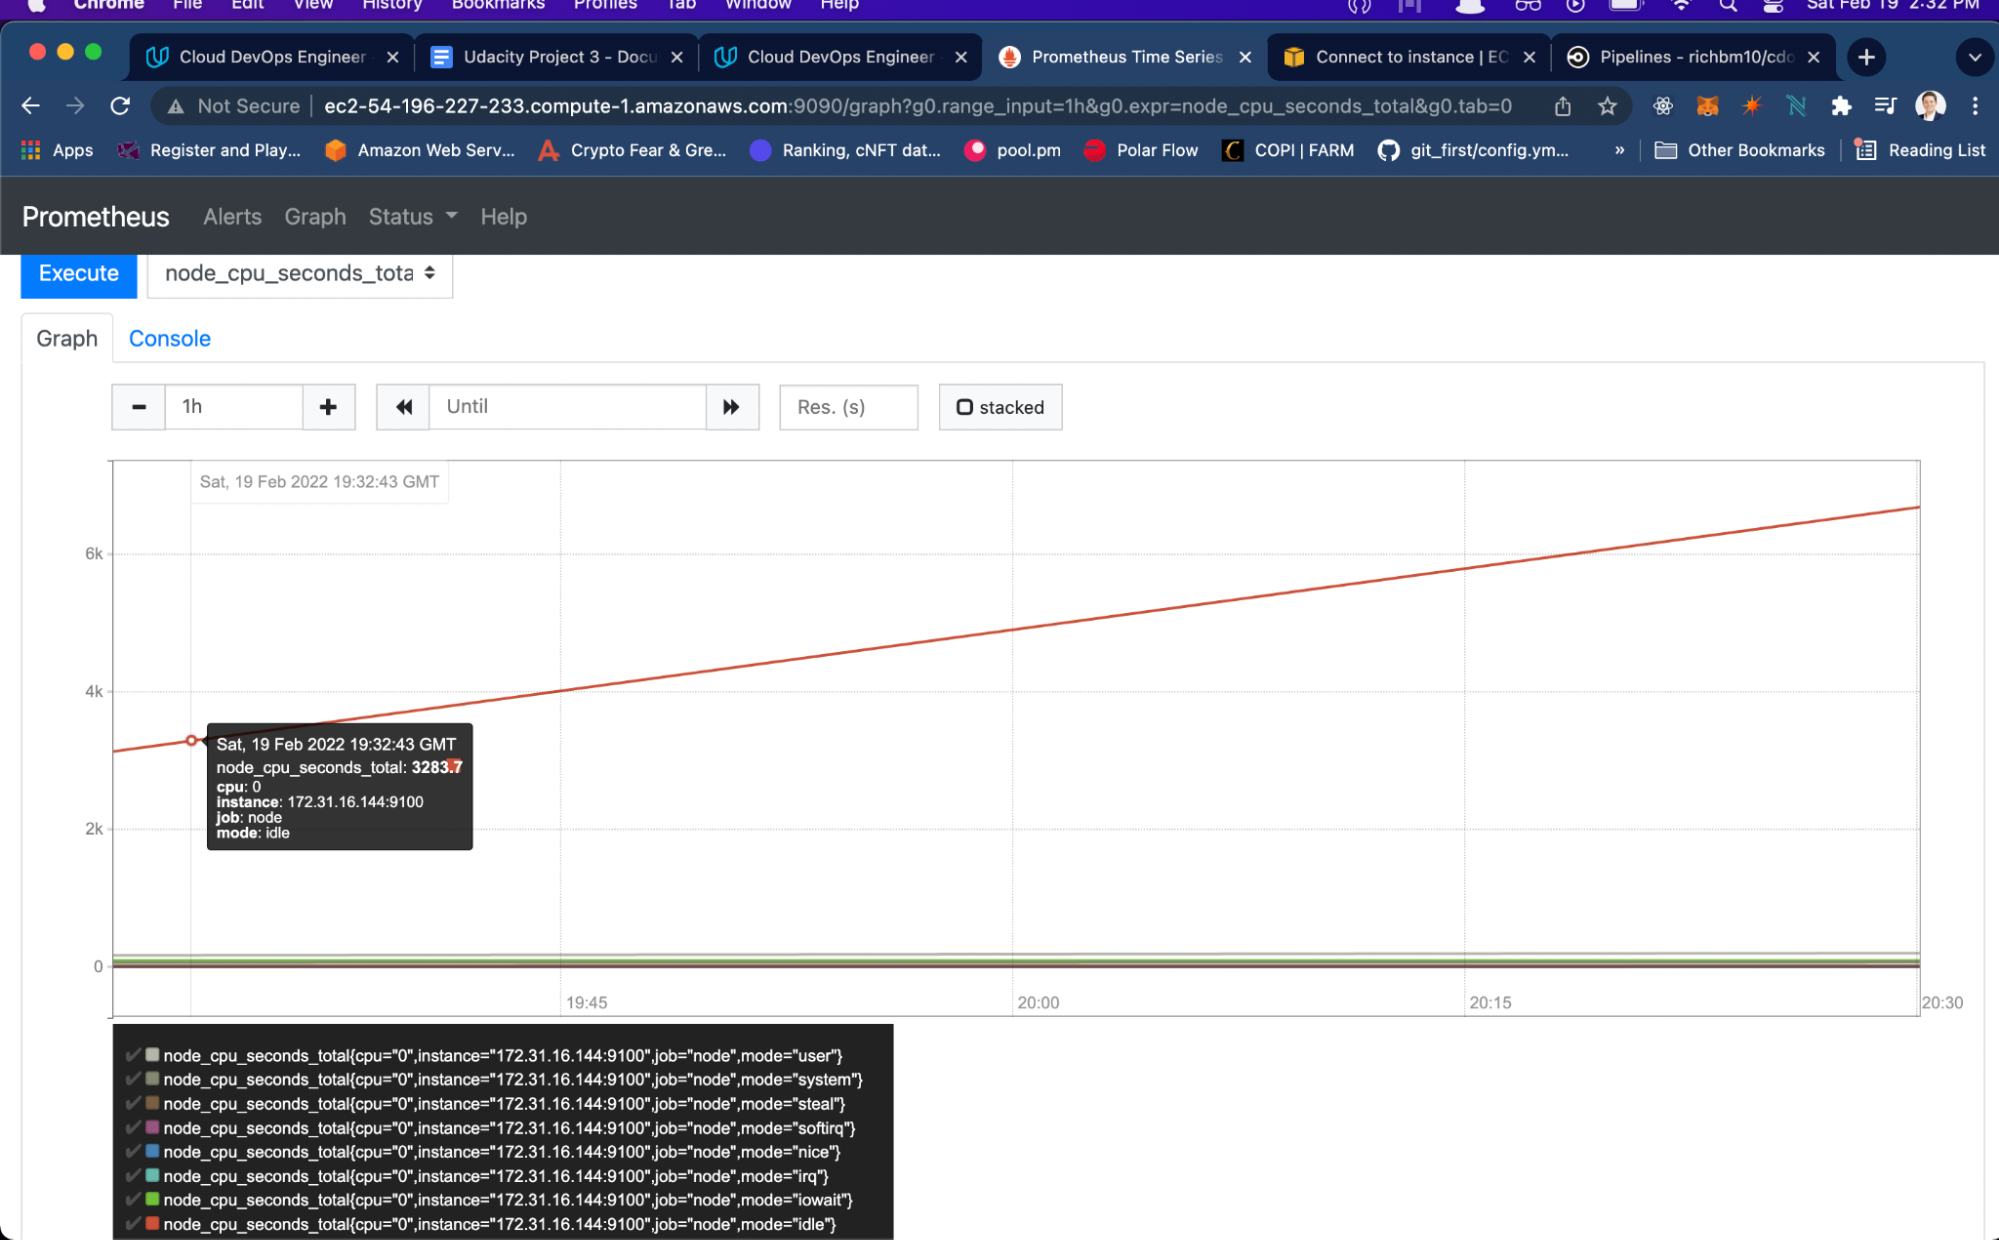 Chrome File Edit View History Bookmarks Profiles Tab Window Help Sat Feb 19 2:32 PM
Cloud DevOps Engineer Udacity Project 3 - Docu Cloud DevOps Engineer Prometheus Time Series Connect to instance | EC Pipelines - richbm10/cdo
Not Secure ec2-54-196-227-233.compute-1.amazonaws.com:9090/graph?g0.range_input=1h&g0.expr=node_cpu_seconds_total&g0.tab=0
Apps Register and Play... Amazon Web Serv... Crypto Fear & Gre... Ranking, cNFT dat... pool.pm Polar Flow COPI | FARM git_first/config.ym... » Other Bookmarks Reading List
Prometheus Alerts Graph Status Help
Execute node_cpu_seconds_tota
Graph Console
1h Until Res. (s) stacked
Sat, 19 Feb 2022 19:32:43 GMT
6k
4k
Sat, 19 Feb 2022 19:32:43 GMT
node_cpu_seconds_total: 3283.7
cpu: 0
instance: 172.31.16.144:9100
job: node
mode: idle
2k
0
19:45 20:00 20:15 20:30
node_cpu_seconds_total{cpu="0",instance="172.31.16.144:9100",job="node",mode="user"}
node_cpu_seconds_total{cpu="0",instance="172.31.16.144:9100",job="node",mode="system"}
node_cpu_seconds_total{cpu="0",instance="172.31.16.144:9100",job="node",mode="steal"}
node_cpu_seconds_total{cpu="0",instance="172.31.16.144:9100",job="node",mode="softirq"}
node_cpu_seconds_total{cpu="0",instance="172.31.16.144:9100",job="node",mode="nice"}
node_cpu_seconds_total{cpu="0",instance="172.31.16.144:9100",job="node",mode="irq"}
node_cpu_seconds_total{cpu="0",instance="172.31.16.144:9100",job="node",mode="iowait"}
node_cpu_seconds_total{cpu="0",instance="172.31.16.144:9100",job="node",mode="idle"}